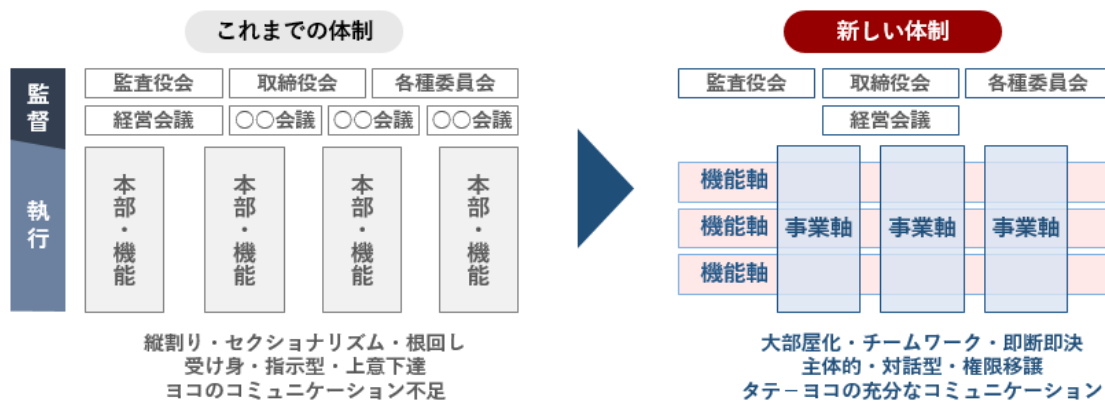 これまでの体制
監督
監査役会 取締役会 各種委員会
経営会議 〇〇会議 〇〇会議 〇〇会議
執行
本部・機能
本部・機能
本部・機能
本部・機能
縦割り・セクショナリズム・根回し
受け身・指示型・上意下達
ヨコのコミュニケーション不足
新しい体制
監査役会 取締役会 各種委員会
経営会議
機能軸
機能軸
機能軸
事業軸 事業軸 事業軸
大部屋化・チームワーク・即断即決
主体的・対話型・権限移譲
タテ－ヨコの充分なコミュニケーション